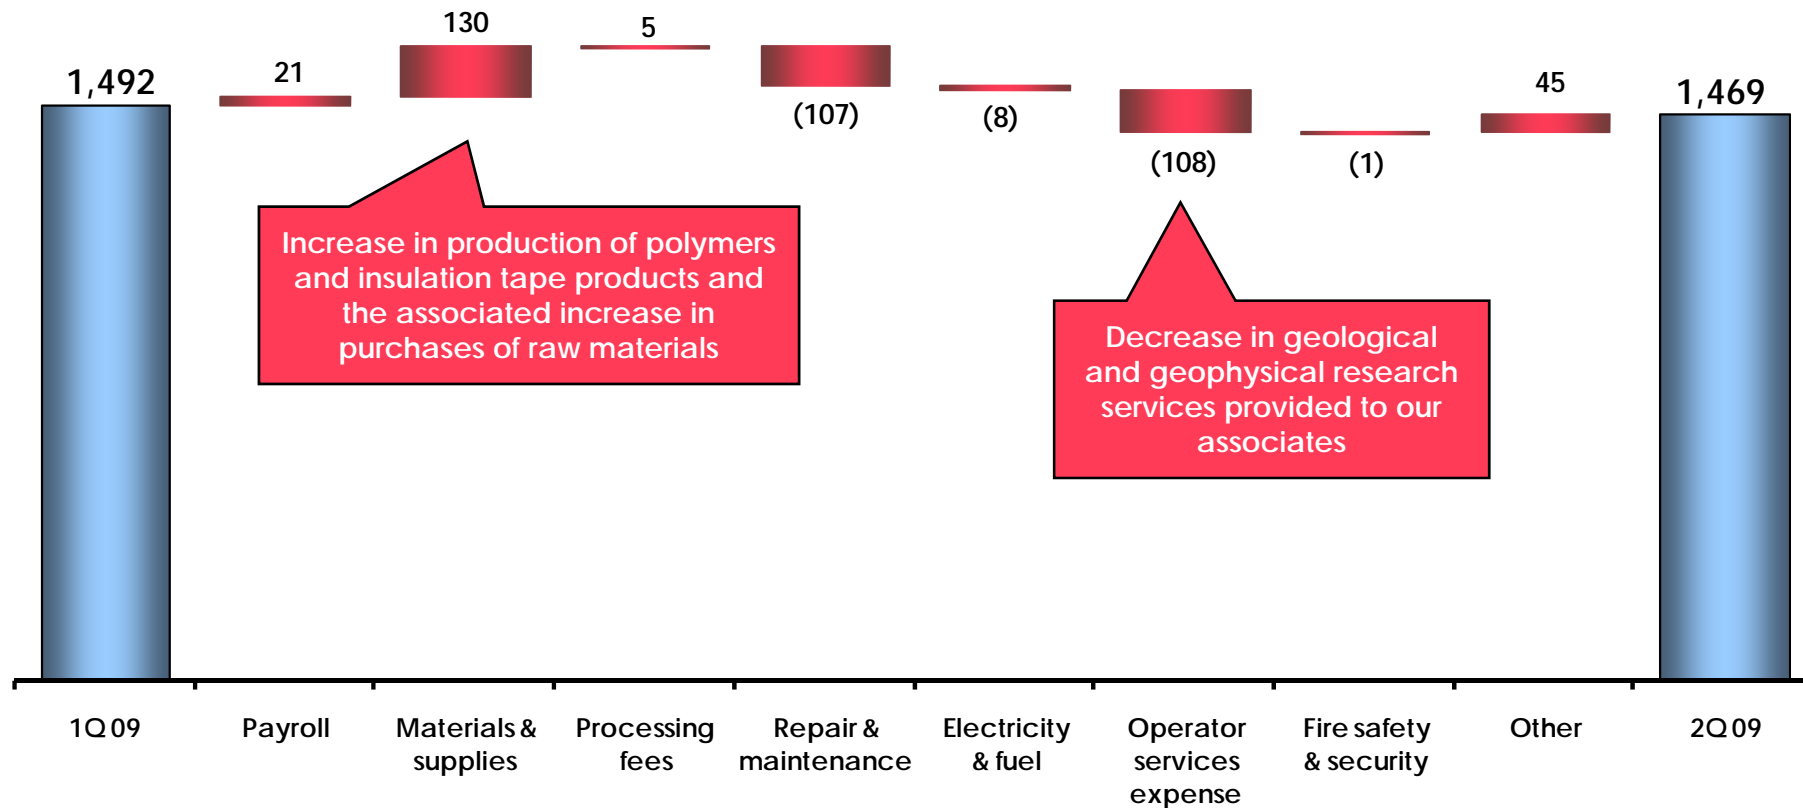 1,492
21
130
5
(107)
(8)
(108)
(1)
45
1,469
Increase in production of polymers
and insulation tape products and
the associated increase in
purchases of raw materials
Decrease in geological
and geophysical research
services provided to our
associates
1Q 09
Payroll
Materials &
supplies
Processing
fees
Repair &
maintenance
Electricity
& fuel
Operator
services
expense
Fire safety
& security
Other
2Q 09